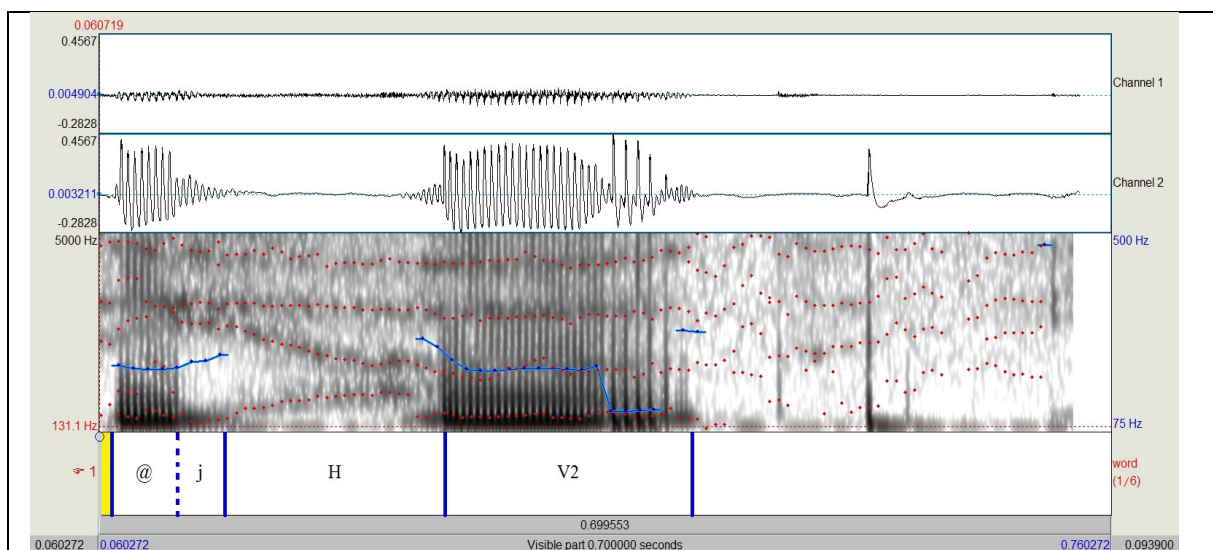 0.060719
0.4567
0.004904
-0.2828
Channel 1
0.4567
0.003211
-0.2828
Channel 2
5000 Hz
500 Hz
131.1 Hz
75 Hz
1
@
j
H
V2
word
(1/6)
0.699553
0.060272
0.060272
Visible part 0.700000 seconds
0.760272
0.093900